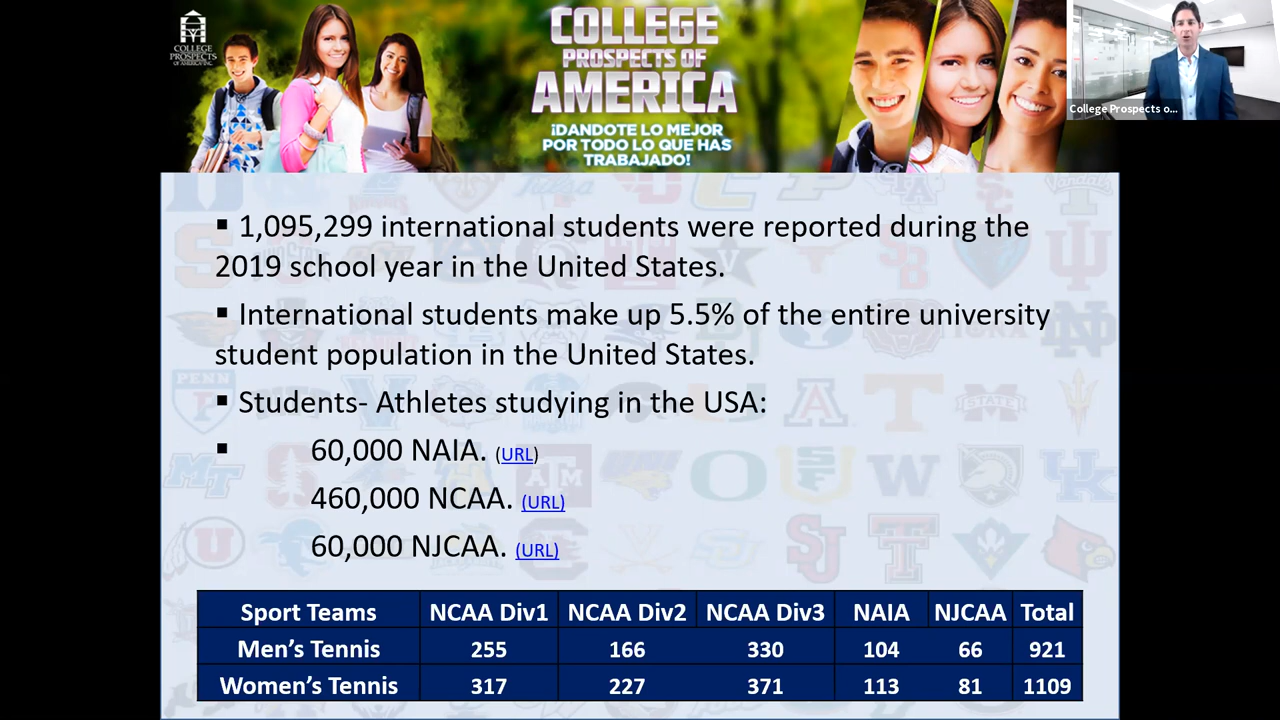 COLLEGE
PROSPECTS
OF AMERICA INC.
COLLEGE
PROSPECTS OF
AMERICA
¡DANDOTE LO MEJOR
POR TODO LO QUE HAS
TRABAJADO!
College Prospects o...
▪ 1,095,299 international students were reported during the
2019 school year in the United States.
▪ International students make up 5.5% of the entire university
student population in the United States.
▪ Students- Athletes studying in the USA:
▪ 60,000 NAIA. (URL)
460,000 NCAA. (URL)
60,000 NJCAA. (URL)
Sport Teams NCAA Div1 NCAA Div2 NCAA Div3 NAIA NJCAA Total
Men's Tennis 255 166 330 104 66 921
Women's Tennis 317 227 371 113 81 1109